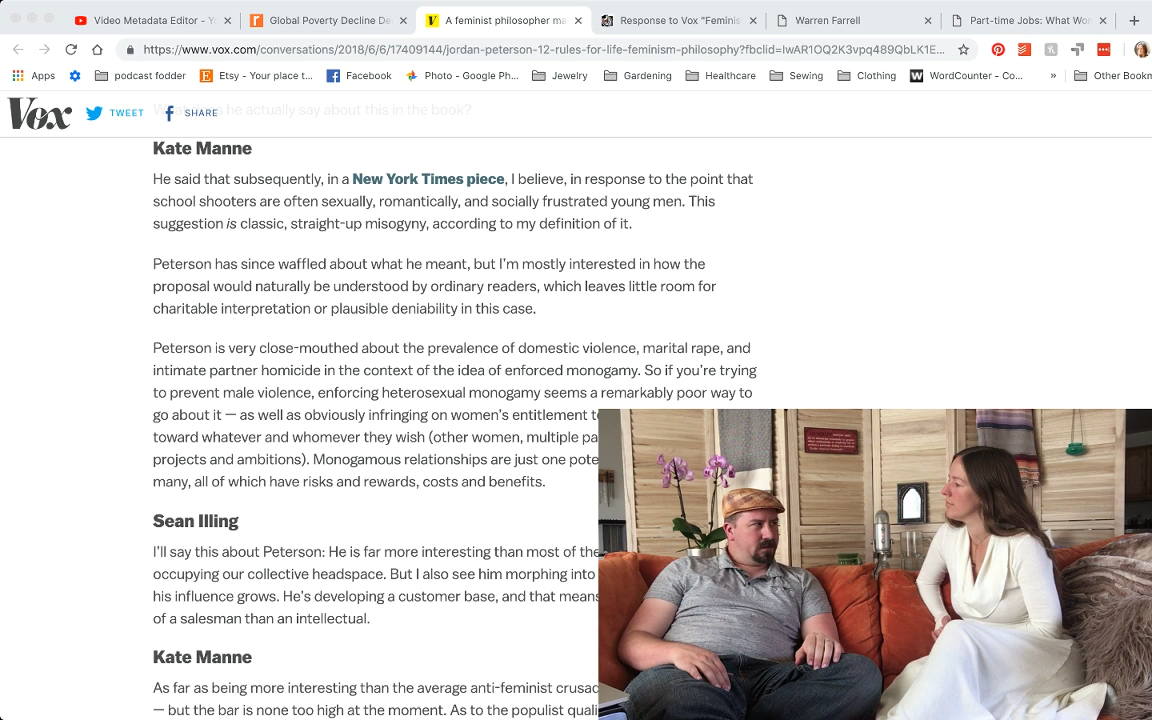 Video Metadata Editor - Yo
Global Poverty Decline De
A feminist philosopher ma
Response to Vox "Feminis
Warren Farrell
Part-time Jobs: What Wor
https://www.vox.com/conversations/2018/6/6/17409144/jordan-peterson-12-rules-for-life-feminism-philosophy?fbclid=IwAR1OQ2K3vpq489QbLK1E...
Apps
podcast fodder
Etsy - Your place t...
Facebook
Photo - Google Ph...
Jewelry
Gardening
Healthcare
Sewing
Clothing
WordCounter - Co...
»
Other Bookm
Vox
TWEET
SHARE
he actually say about this in the book?
Kate Manne
He said that subsequently, in a New York Times piece, I believe, in response to the point that
school shooters are often sexually, romantically, and socially frustrated young men. This
suggestion is classic, straight-up misogyny, according to my definition of it.
Peterson has since waffled about what he meant, but I'm mostly interested in how the
proposal would naturally be understood by ordinary readers, which leaves little room for
charitable interpretation or plausible deniability in this case.
Peterson is very close-mouthed about the prevalence of domestic violence, marital rape, and
intimate partner homicide in the context of the idea of enforced monogamy. So if you're trying
to prevent male violence, enforcing heterosexual monogamy seems a remarkably poor way to
go about it — as well as obviously infringing on women's entitlement t
toward whatever and whomever they wish (other women, multiple pa
projects and ambitions). Monogamous relationships are just one pote
many, all of which have risks and rewards, costs and benefits.
Sean Illing
I'll say this about Peterson: He is far more interesting than most of the
occupying our collective headspace. But I also see him morphing into
his influence grows. He's developing a customer base, and that means
of a salesman than an intellectual.
Kate Manne
As far as being more interesting than the average anti-feminist crusad
— but the bar is none too high at the moment. As to the populist quali